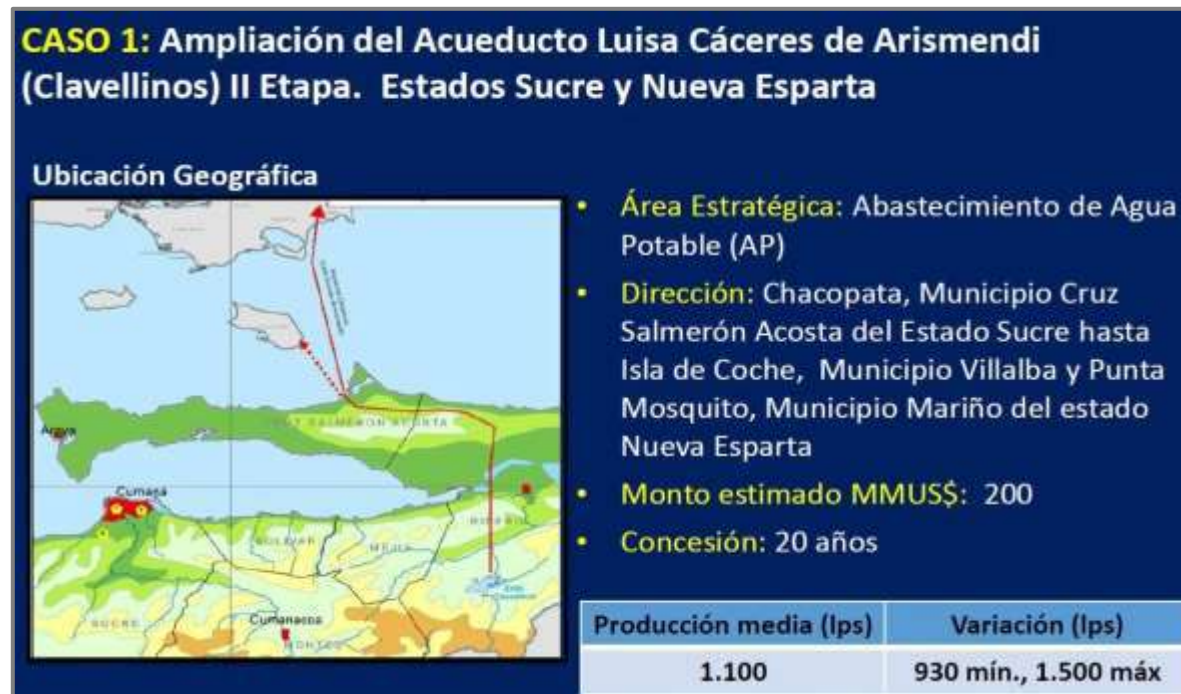 CASO 1: Ampliación del Acueducto Luisa Cáceres de Arismendi
(Clavellinos) II Etapa.  Estados Sucre y Nueva Esparta
Ubicación Geográfica
Araya
CRUZ SALMERON ACOSTA
Cumaná
RIBERO
BOLIVAR
MEJIA
SUCRE
Cumanacoa
MONTES
• Área Estratégica: Abastecimiento de Agua
Potable (AP)
• Dirección: Chacopata, Municipio Cruz
Salmerón Acosta del Estado Sucre hasta
Isla de Coche,  Municipio Villalba y Punta
Mosquito, Municipio Mariño del estado
Nueva Esparta
• Monto estimado MMUS$:  200
• Concesión: 20 años
Producción media (lps) Variación (lps)
1.100 930 mín., 1.500 máx